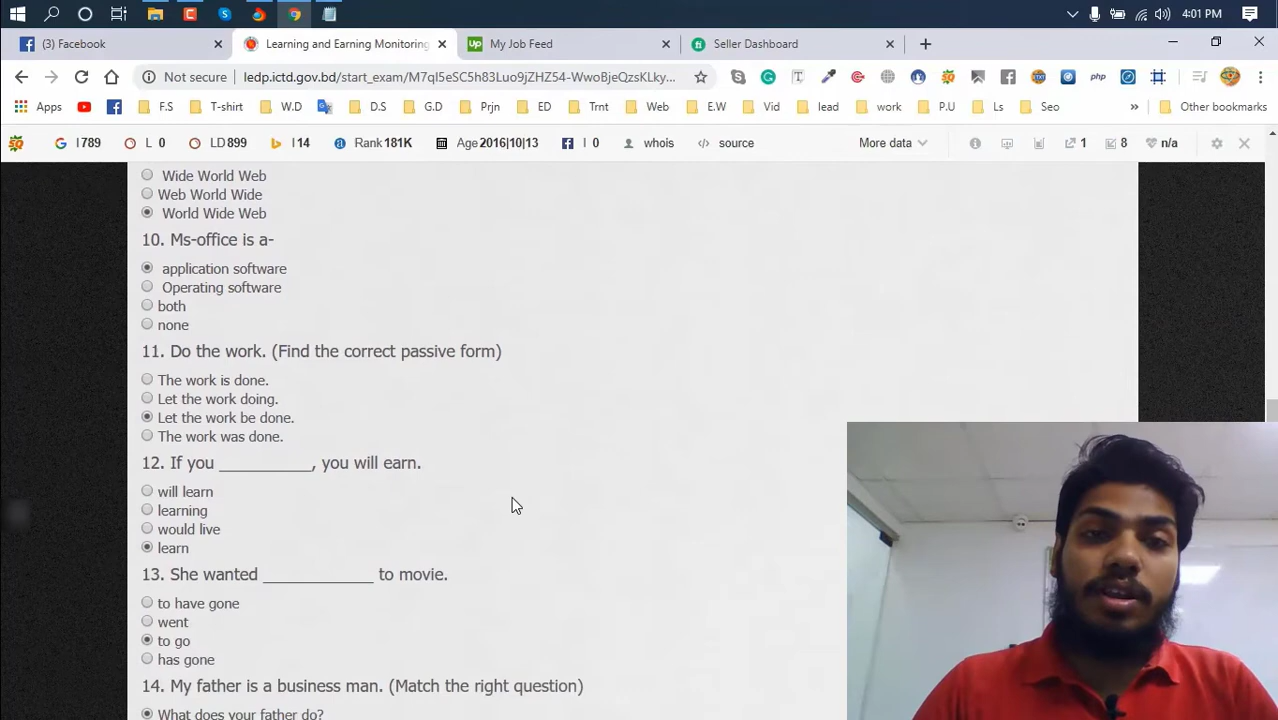 4:01 PM
(3) Facebook
Learning and Earning Monitoring
My Job Feed
Seller Dashboard
Not secure
ledp.ictd.gov.bd/start_exam/M7qI5eSC5h83Luo9jZHZ54-WwoBjeQzsKLky...
Apps
F.S
T-shirt
W.D
D.S
G.D
Prjn
ED
Trnt
Web
E.W
Vid
lead
work
P.U
Ls
Seo
Other bookmarks
I 789
L 0
LD 899
I 14
Rank 181K
Age 2016|10|13
I 0
whois
source
More data
1
8
n/a
Wide World Web
Web World Wide
World Wide Web
10. Ms-office is a-
application software
Operating software
both
none
11. Do the work. (Find the correct passive form)
The work is done.
Let the work doing.
Let the work be done.
The work was done.
12. If you __________, you will earn.
will learn
learning
would live
learn
13. She wanted ____________ to movie.
to have gone
went
to go
has gone
14. My father is a business man. (Match the right question)
What does your father do?